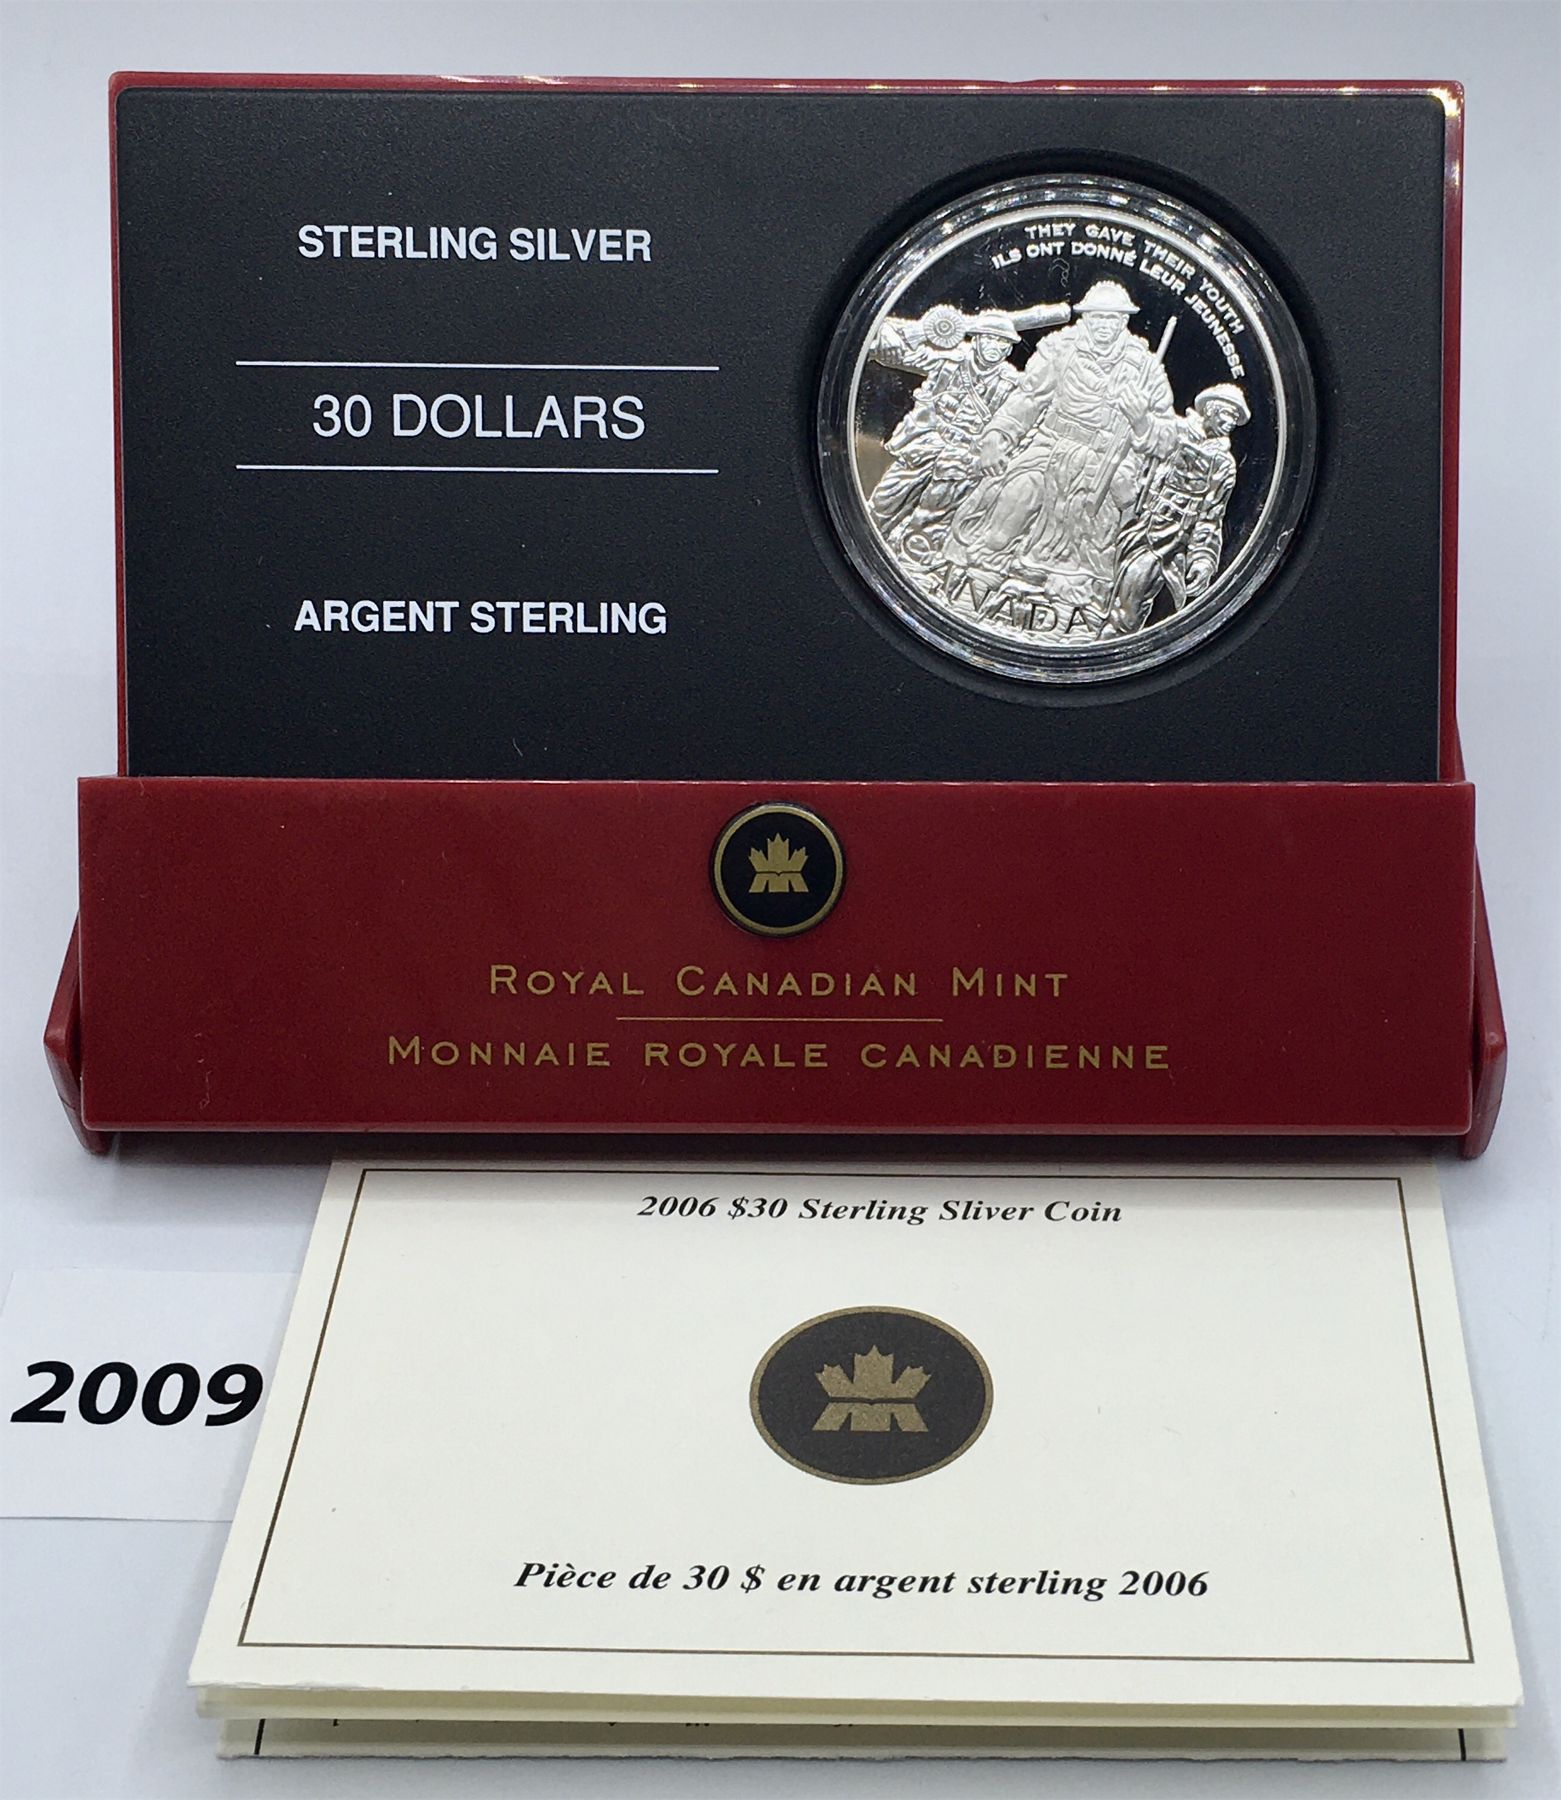 STERLING SILVER
30 DOLLARS
ARGENT STERLING
THEY GAVE THEIR YOUTH
ILS ONT DONNÉ LEUR JEUNESSE
CANADA
ROYAL CANADIAN MINT
MONNAIE ROYALE CANADIENNE
2006 $30 Sterling Sliver Coin
2009
Pièce de 30 $ en argent sterling 2006